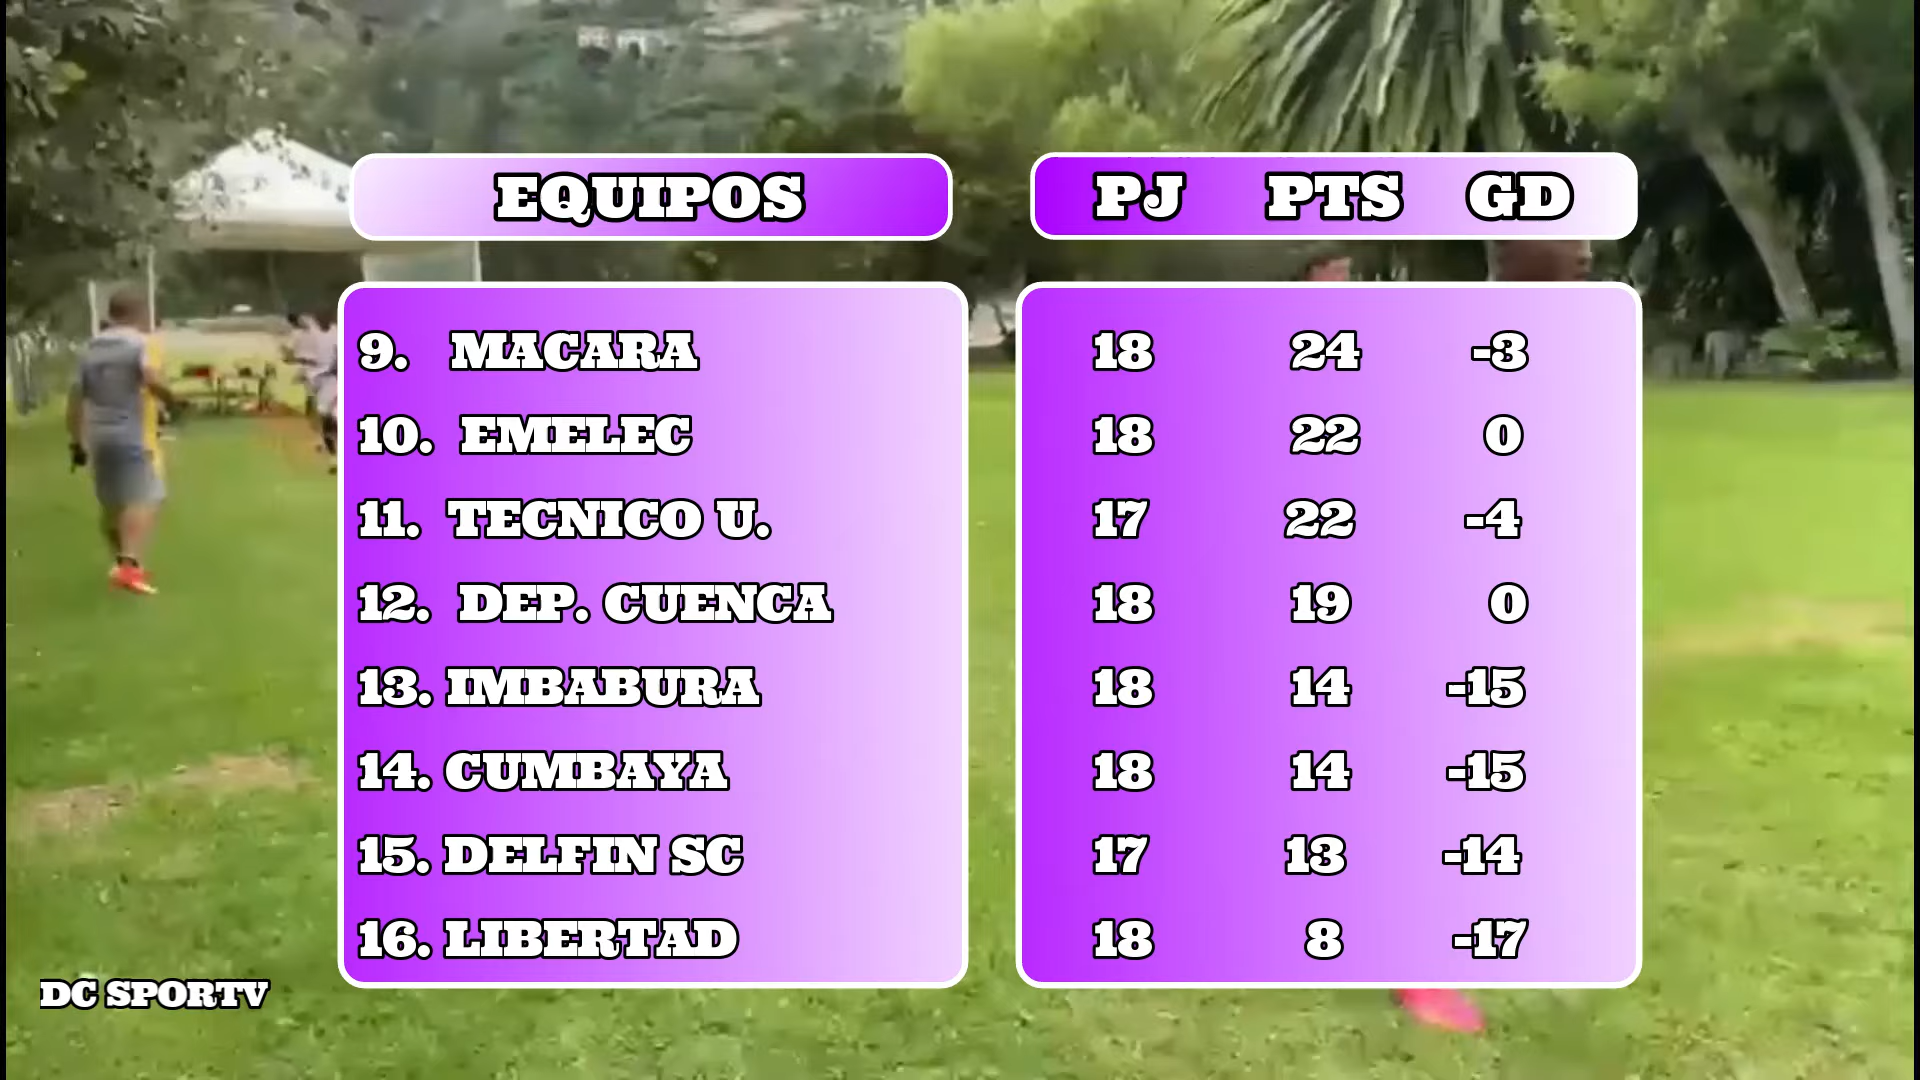 EQUIPOS PJ PTS GD
9. MACARA 18 24 -3
10. EMELEC 18 22 0
11. TECNICO U. 17 22 -4
12. DEP. CUENCA 18 19 0
13. IMBABURA 18 14 -15
14. CUMBAYA 18 14 -15
15. DELFIN SC 17 13 -14
16. LIBERTAD 18 8 -17
DC SPORTV